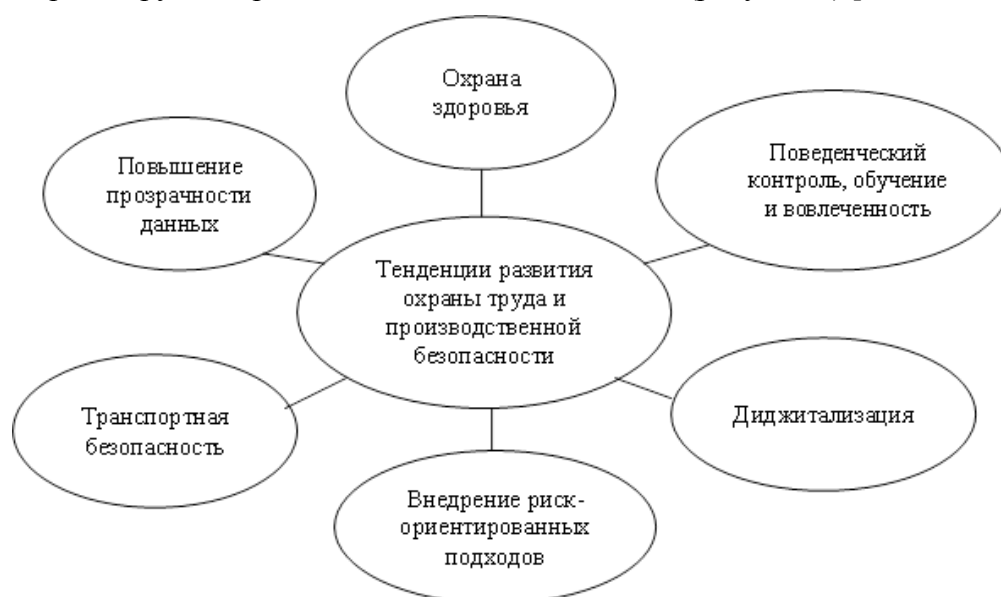 Охрана
здоровья
Повышение
прозрачности
данных
Поведенческий
контроль, обучение
и вовлеченность
Тенденции развития
охраны труда и
производственной
безопасности
Транспортная
безопасность
Диджитализация
Внедрение риск-
ориентированных
подходов